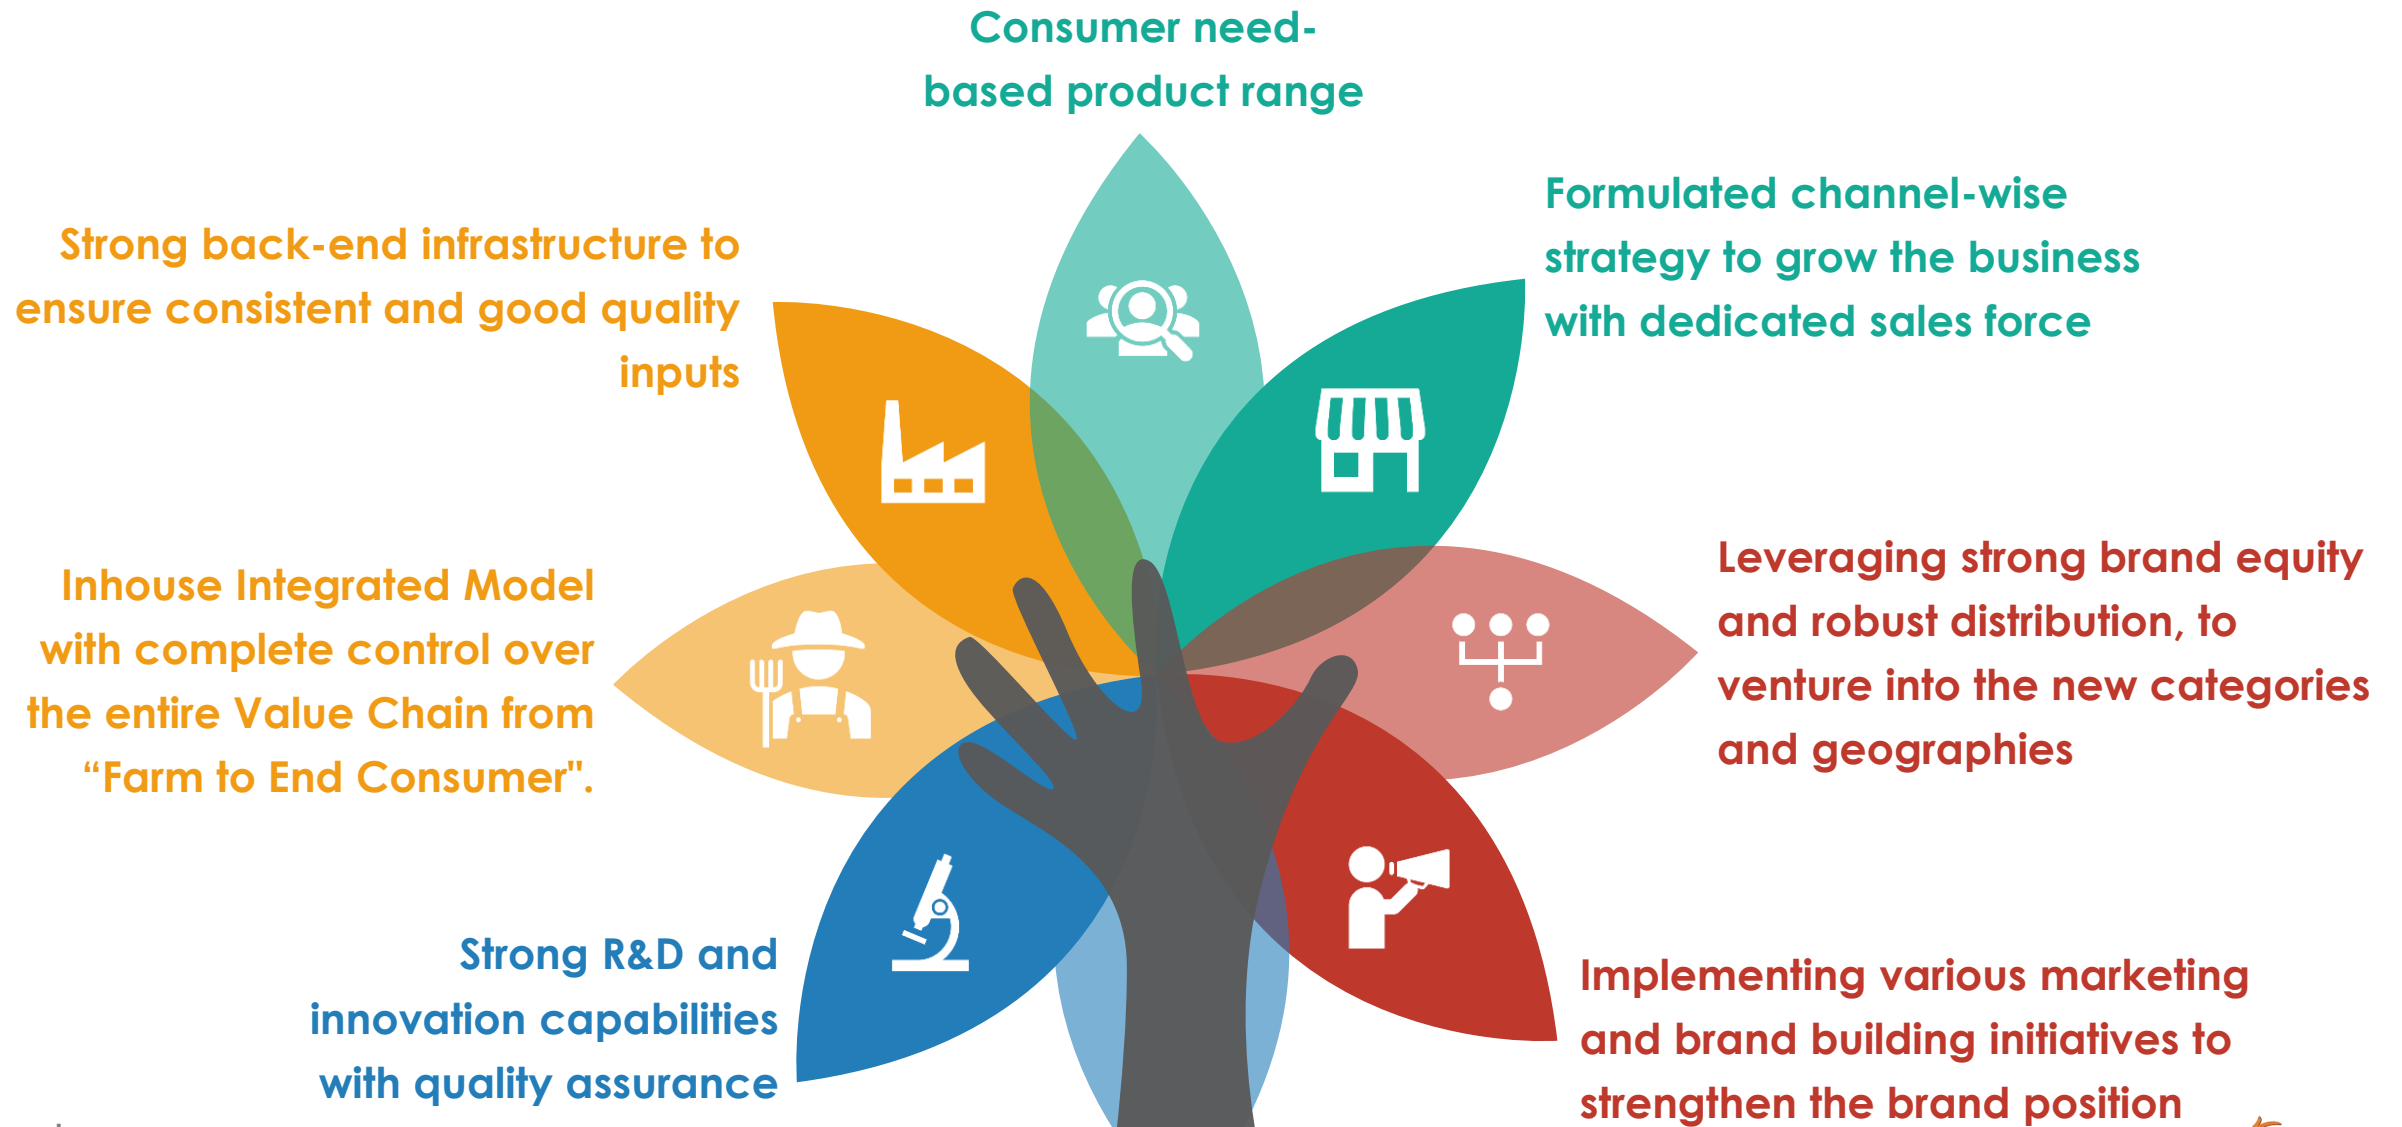 Consumer need-
based product range
Formulated channel-wise
strategy to grow the business
with dedicated sales force
Strong back-end infrastructure to
ensure consistent and good quality
inputs
Leveraging strong brand equity
and robust distribution, to
venture into the new categories
and geographies
Inhouse Integrated Model
with complete control over
the entire Value Chain from
“Farm to End Consumer".
Strong R&D and
innovation capabilities
with quality assurance
Implementing various marketing
and brand building initiatives to
strengthen the brand position